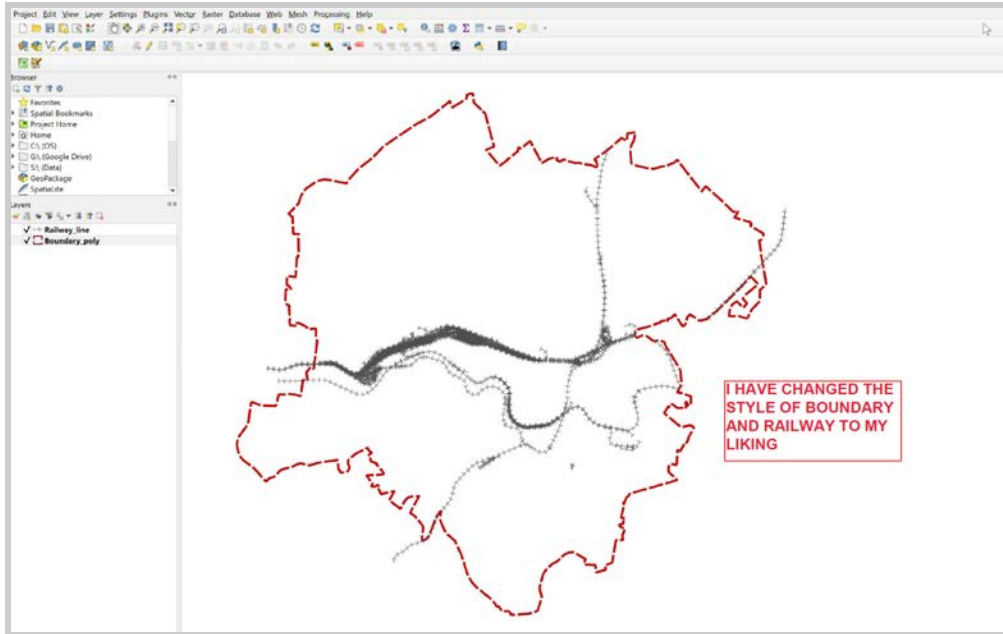 Project Edit View Layer Settings Plugins Vector Raster Database Web Mesh Processing Help
Browser
Favorites
Spatial Bookmarks
Project Home
Home
C:\ (OS)
G:\ (Google Drive)
S:\ (Data)
GeoPackage
SpatiaLite
Layers
Railway_line
Boundary_poly
I HAVE CHANGED THE
STYLE OF BOUNDARY
AND RAILWAY TO MY
LIKING